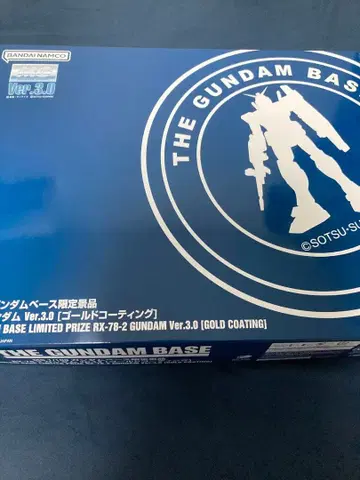 BANDAI NAMCO
Ver.3.0
THE GUNDAM BASE
©SOTSU·SU
ンダムベース限定景品
ンダム Ver.3.0 [ゴールドコーティング]
BASE LIMITED PRIZE RX-78-2 GUNDAM Ver.3.0 [GOLD COATING]
THE GUNDAM BASE